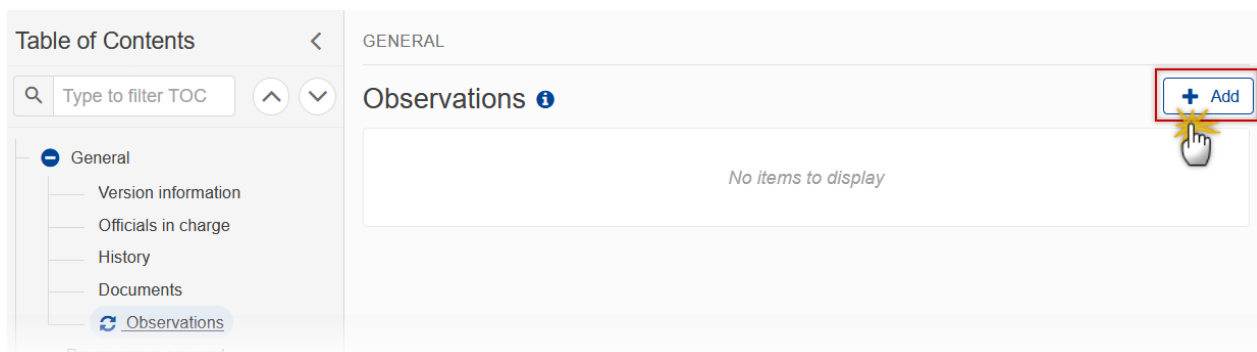 Table of Contents
Type to filter TOC
General
Version information
Officials in charge
History
Documents
Observations
GENERAL
Observations
Add
No items to display